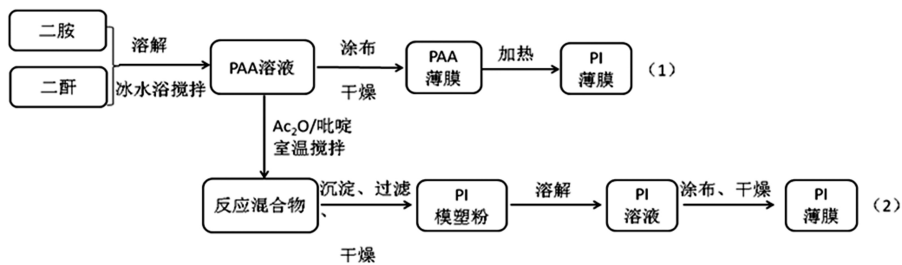 二胺
二酐
溶解
冰水浴搅拌
PAA溶液
涂布
干燥
PAA
薄膜
加热
PI
薄膜
（1）
Ac₂O/吡啶
室温搅拌
反应混合物
沉淀、过滤
、
干燥
PI
模塑粉
溶解
PI
溶液
涂布、干燥
PI
薄膜
（2）